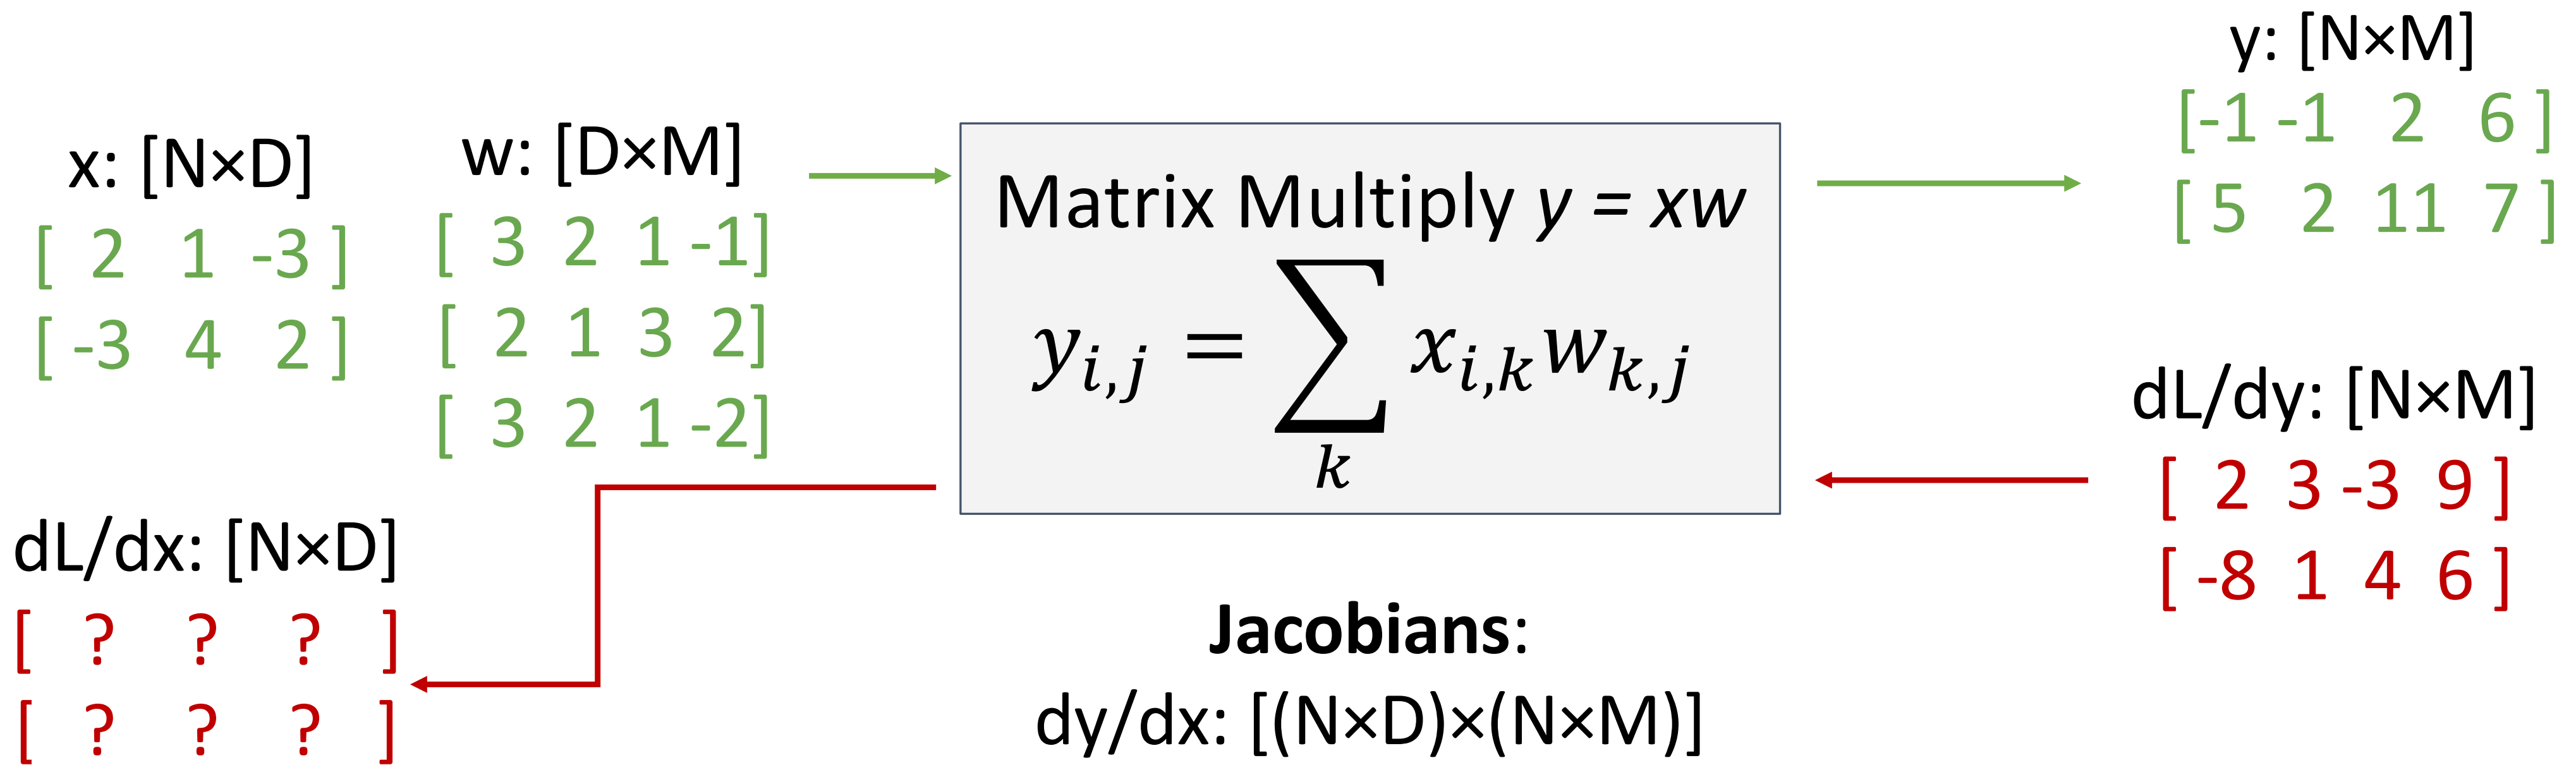 x: [N×D]
[ 2 1 -3 ]
[ -3 4 2 ]
w: [D×M]
[ 3 2 1 -1]
[ 2 1 3 2]
[ 3 2 1 -2]
Matrix Multiply y = xw
y_{i,j} = ∑_k x_{i,k} w_{k,j}
y: [N×M]
[-1 -1 2 6 ]
[ 5 2 11 7 ]
dL/dy: [N×M]
[ 2 3 -3 9 ]
[ -8 1 4 6 ]
dL/dx: [N×D]
[ ? ? ? ]
[ ? ? ? ]
Jacobians:
dy/dx: [(N×D)×(N×M)]